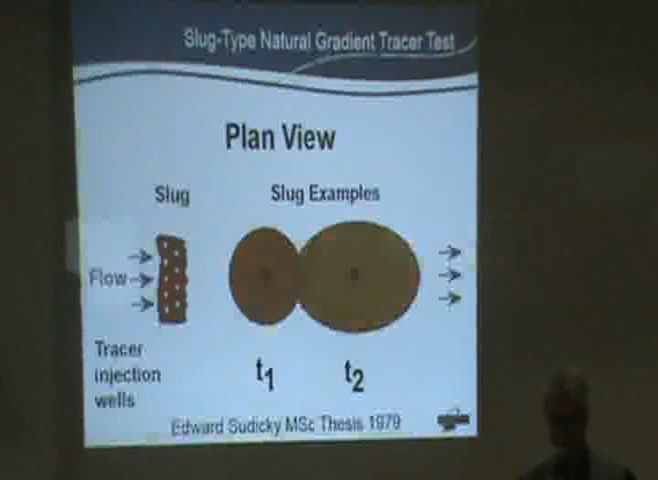 Slug-Type Natural Gradient Tracer Test
Plan View
Slug
Slug Examples
Flow
Tracer
injection
wells
t1
t2
Edward Sudicky MSc Thesis 1979